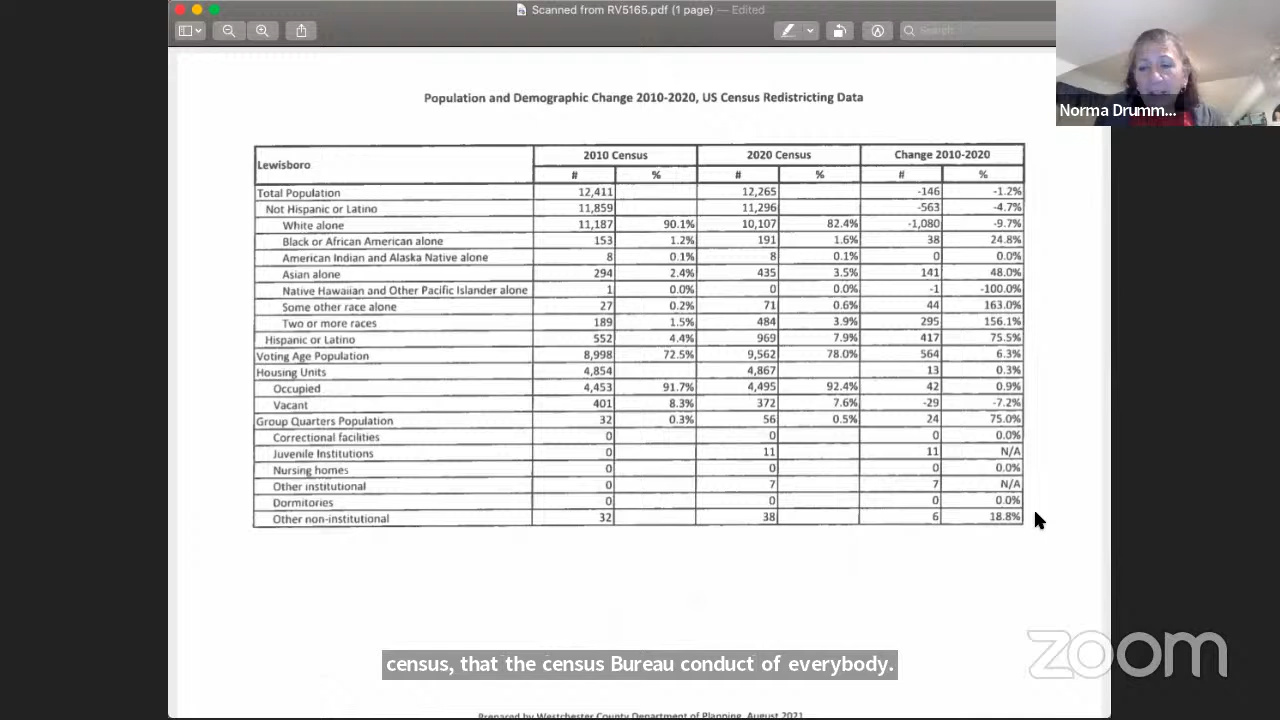 Scanned from RV5165.pdf (1 page) — Edited
Search
Norma Drumm...
Population and Demographic Change 2010-2020, US Census Redistricting Data
Lewisboro 2010 Census 2020 Census Change 2010-2020
# % # % # %
Total Population 12,411 12,265 -146 -1.2%
Not Hispanic or Latino 11,859 11,296 -563 -4.7%
White alone 11,187 90.1% 10,107 82.4% -1,080 -9.7%
Black or African American alone 153 1.2% 191 1.6% 38 24.8%
American Indian and Alaska Native alone 8 0.1% 8 0.1% 0 0.0%
Asian alone 294 2.4% 435 3.5% 141 48.0%
Native Hawaiian and Other Pacific Islander alone 1 0.0% 0 0.0% -1 -100.0%
Some other race alone 27 0.2% 71 0.6% 44 163.0%
Two or more races 189 1.5% 484 3.9% 295 156.1%
Hispanic or Latino 552 4.4% 969 7.9% 417 75.5%
Voting Age Population 8,998 72.5% 9,562 78.0% 564 6.3%
Housing Units 4,854 4,867 13 0.3%
Occupied 4,453 91.7% 4,495 92.4% 42 0.9%
Vacant 401 8.3% 372 7.6% -29 -7.2%
Group Quarters Population 32 0.3% 56 0.5% 24 75.0%
Correctional facilities 0 0 0 0.0%
Juvenile Institutions 0 11 11 N/A
Nursing homes 0 0 0 0.0%
Other institutional 0 7 7 N/A
Dormitories 0 0 0 0.0%
Other non-institutional 32 38 6 18.8%
census, that the census Bureau conduct of everybody.
zoom
Prepared by Westchester County Department of Planning, August 2021